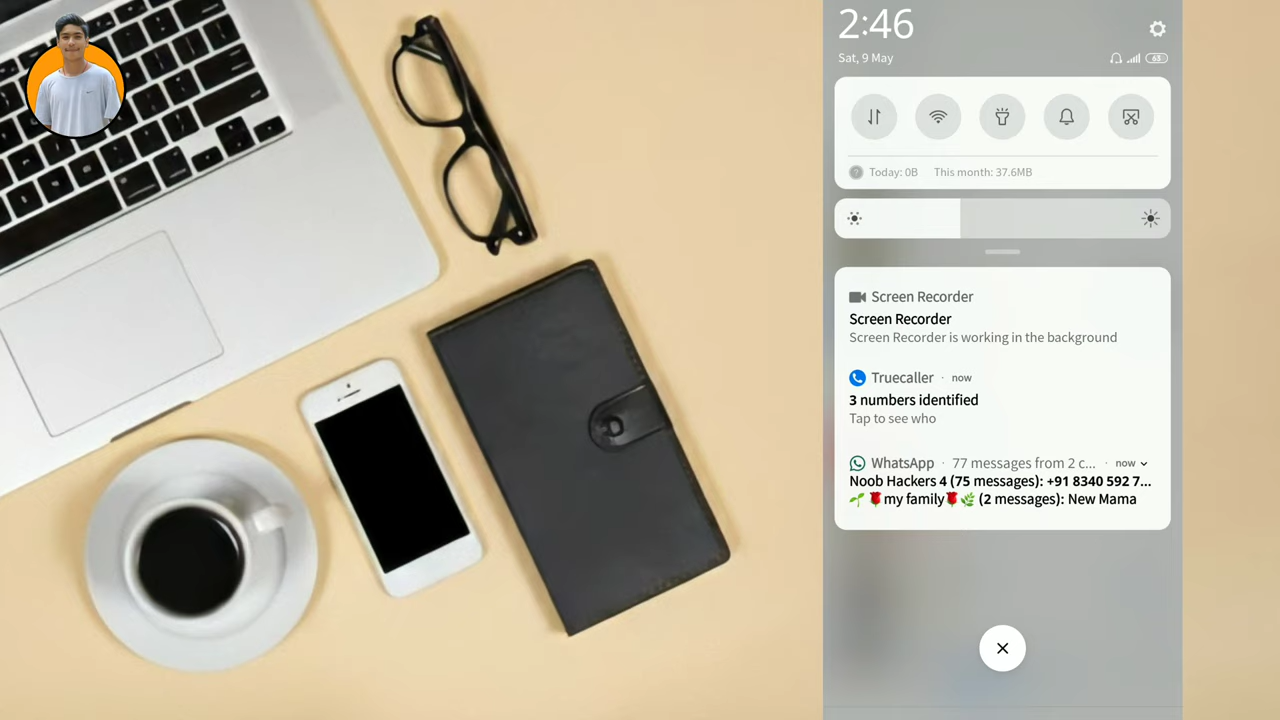 2:46
Sat, 9 May
63
Today: 0B This month: 37.6MB
Screen Recorder
Screen Recorder
Screen Recorder is working in the background
Truecaller · now
3 numbers identified
Tap to see who
WhatsApp · 77 messages from 2 c... · now
Noob Hackers 4 (75 messages): +91 8340 592 7...
🌱🌹my family🌹🌿 (2 messages): New Mama